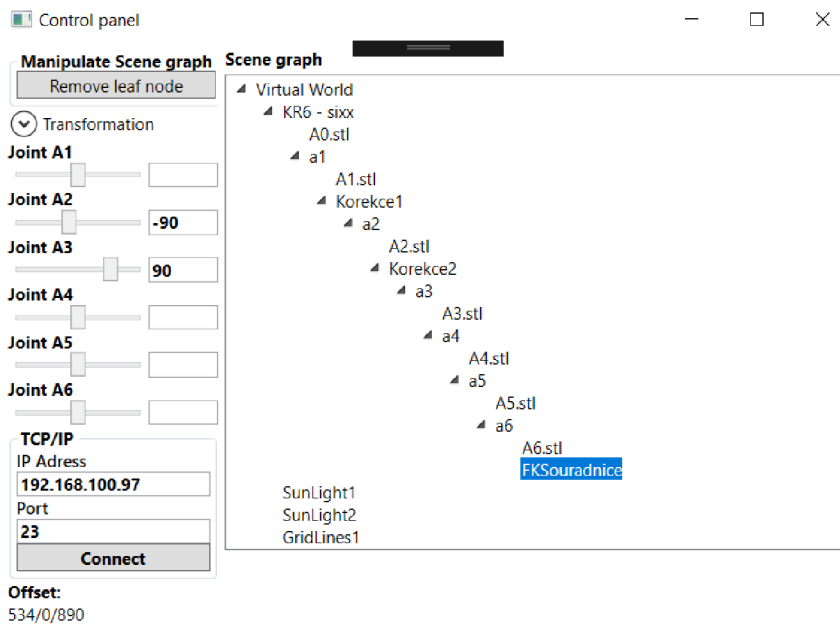 Control panel
Manipulate Scene graph
Remove leaf node
Transformation
Joint A1
Joint A2
-90
Joint A3
90
Joint A4
Joint A5
Joint A6
TCP/IP
IP Adress
192.168.100.97
Port
23
Connect
Offset:
534/0/890
Scene graph
Virtual World
KR6 - sixx
A0.stl
a1
A1.stl
Korekce1
a2
A2.stl
Korekce2
a3
A3.stl
a4
A4.stl
a5
A5.stl
a6
A6.stl
FKSouradnice
SunLight1
SunLight2
GridLines1